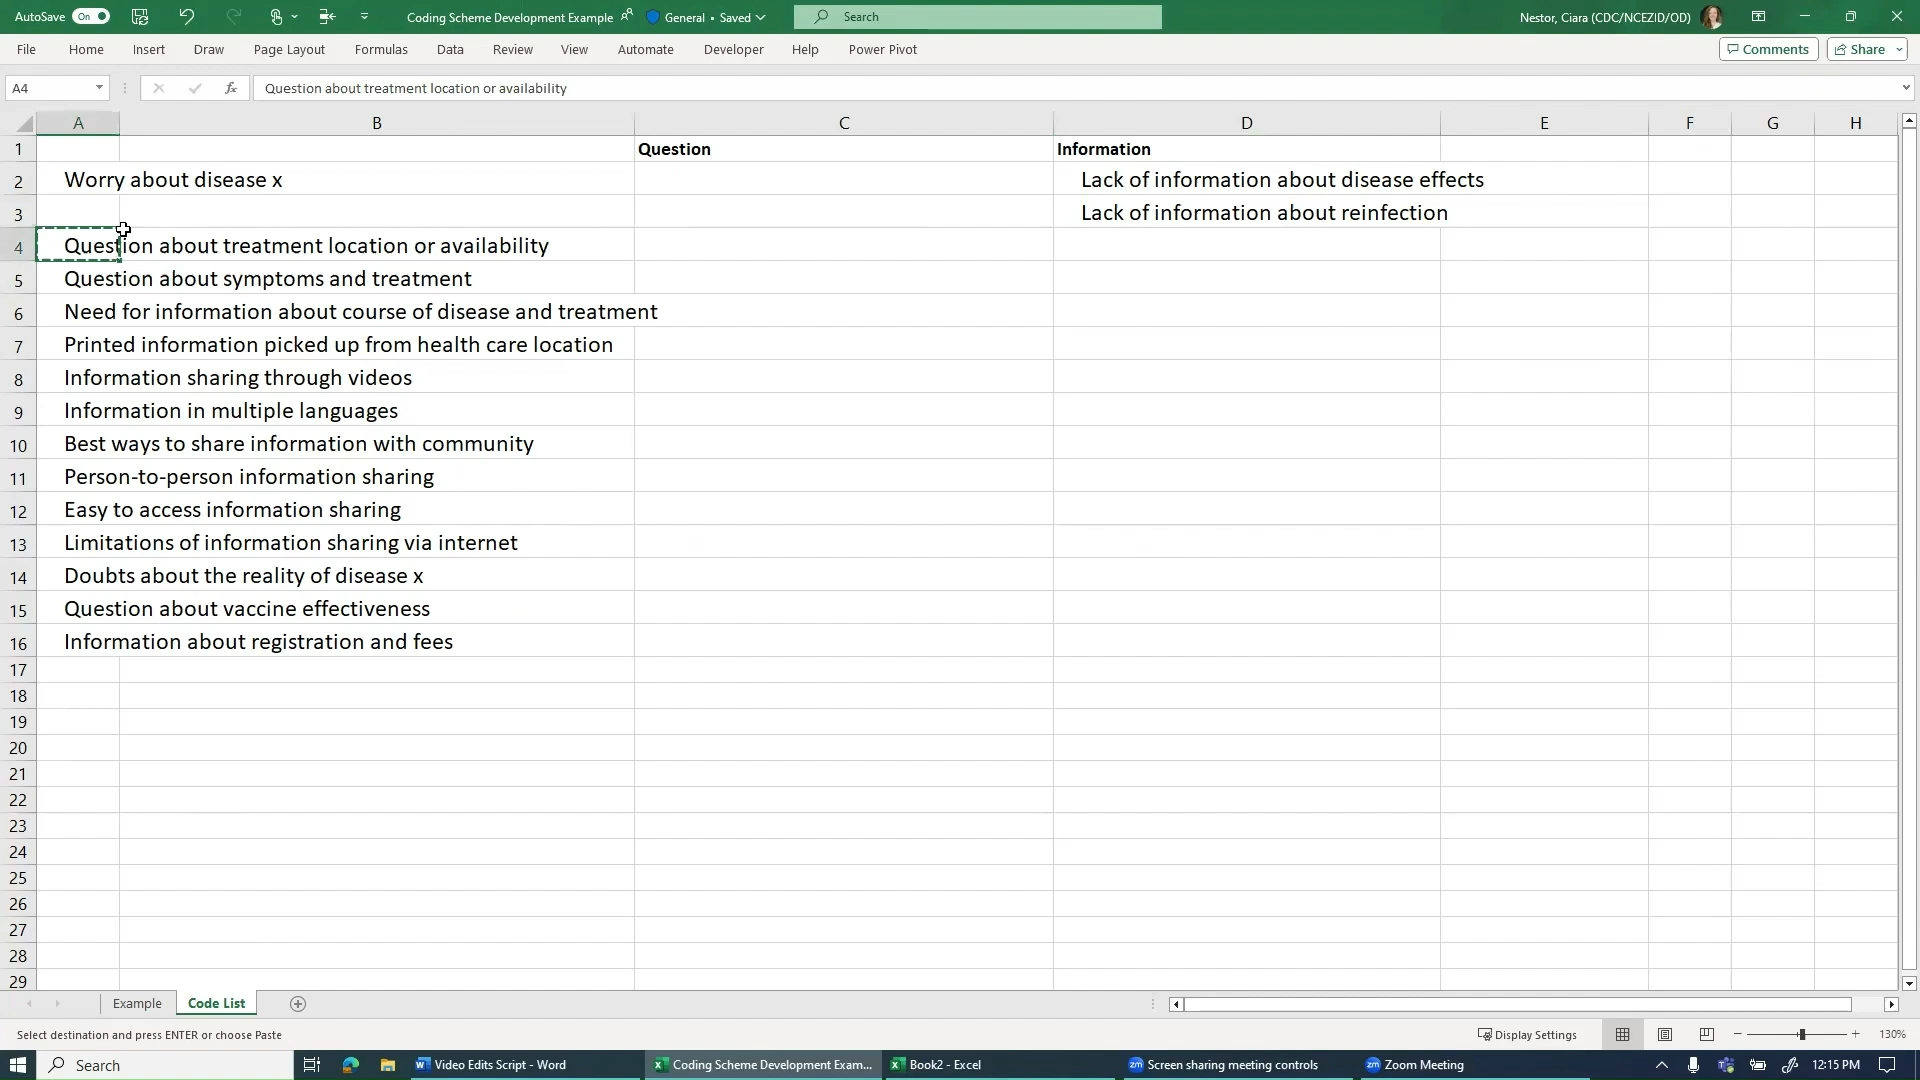 AutoSave On Coding Scheme Development Example General • Saved Search Nestor, Ciara (CDC/NCEZID/OD)
File Home Insert Draw Page Layout Formulas Data Review View Automate Developer Help Power Pivot Comments Share
A4 fx Question about treatment location or availability
A B C D E F G H
1 Question Information
2 Worry about disease x Lack of information about disease effects
3 Lack of information about reinfection
4 Question about treatment location or availability
5 Question about symptoms and treatment
6 Need for information about course of disease and treatment
7 Printed information picked up from health care location
8 Information sharing through videos
9 Information in multiple languages
10 Best ways to share information with community
11 Person-to-person information sharing
12 Easy to access information sharing
13 Limitations of information sharing via internet
14 Doubts about the reality of disease x
15 Question about vaccine effectiveness
16 Information about registration and fees
17
18
19
20
21
22
23
24
25
26
27
28
29
Example Code List
Select destination and press ENTER or choose Paste Display Settings 130%
Search Video Edits Script - Word Coding Scheme Development Exam... Book2 - Excel zm Screen sharing meeting controls zm Zoom Meeting 12:15 PM